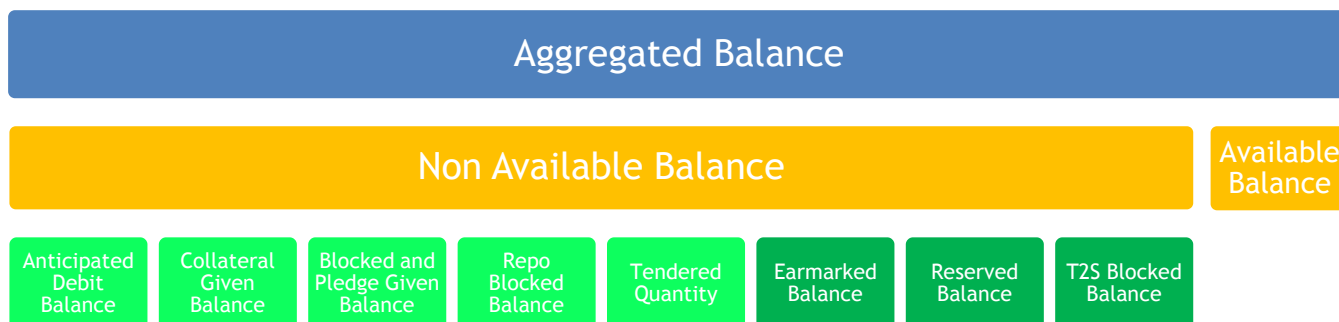 Aggregated Balance
Non Available Balance
Available
Balance
Anticipated
Debit
Balance
Collateral
Given
Balance
Blocked and
Pledge Given
Balance
Repo
Blocked
Balance
Tendered
Quantity
Earmarked
Balance
Reserved
Balance
T2S Blocked
Balance